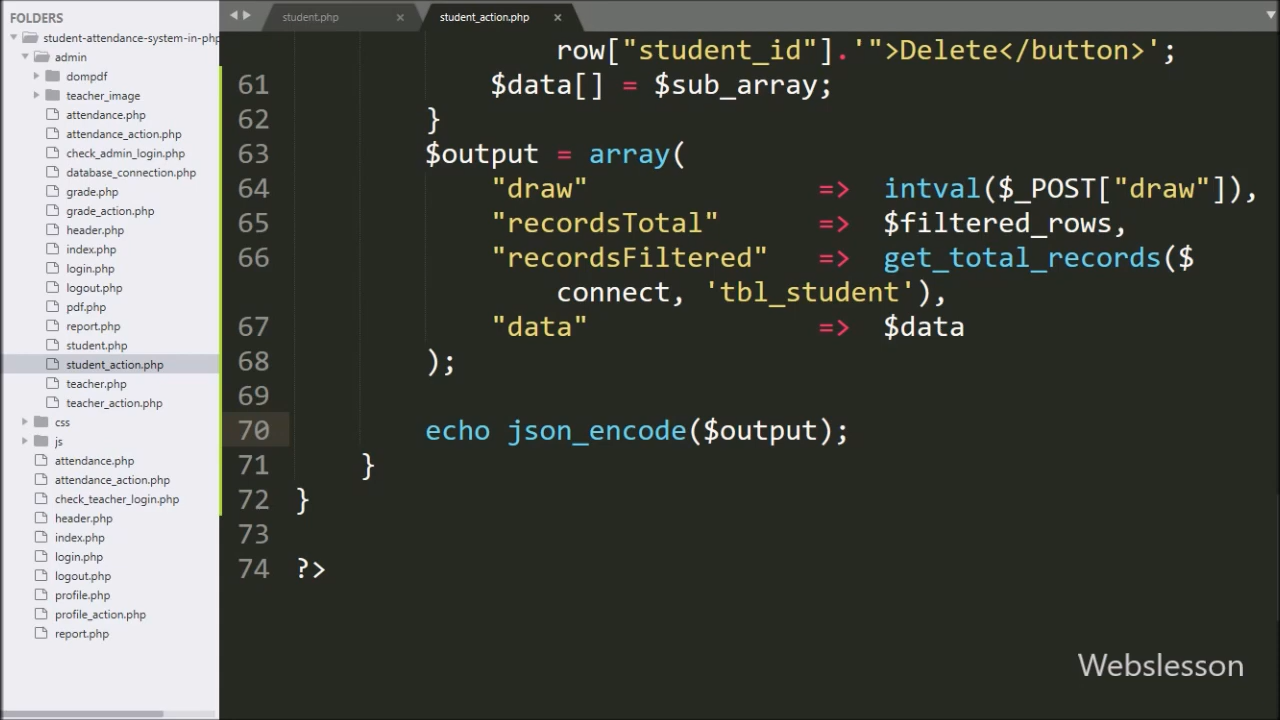 FOLDERS
student-attendance-system-in-php
admin
dompdf
teacher_image
attendance.php
attendance_action.php
check_admin_login.php
database_connection.php
grade.php
grade_action.php
header.php
index.php
login.php
logout.php
pdf.php
report.php
student.php
student_action.php
teacher.php
teacher_action.php
css
js
attendance.php
attendance_action.php
check_teacher_login.php
header.php
index.php
login.php
logout.php
profile.php
profile_action.php
report.php
student.php × student_action.php ×
row["student_id"].'">Delete</button>';
61 $data[] = $sub_array;
62 }
63 $output = array(
64 "draw" => intval($_POST["draw"]),
65 "recordsTotal" => $filtered_rows,
66 "recordsFiltered" => get_total_records($
connect, 'tbl_student'),
67 "data" => $data
68 );
69
70 echo json_encode($output);
71 }
72 }
73
74 ?>
Webslesson